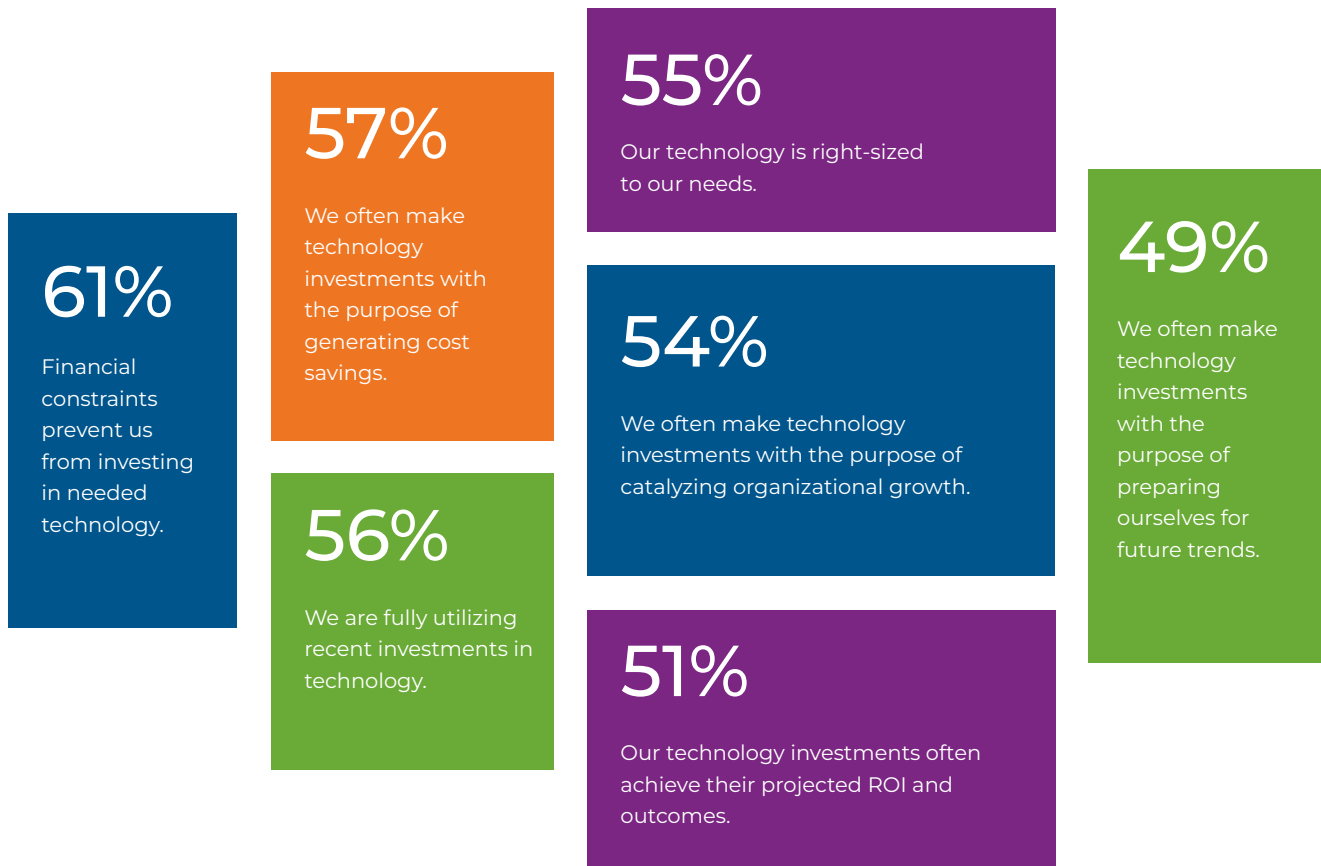 61%
Financial
constraints
prevent us
from investing
in needed
technology.
57%
We often make
technology
investments with
the purpose of
generating cost
savings.
56%
We are fully utilizing
recent investments in
technology.
55%
Our technology is right-sized
to our needs.
54%
We often make technology
investments with the purpose of
catalyzing organizational growth.
51%
Our technology investments often
achieve their projected ROI and
outcomes.
49%
We often make
technology
investments
with the
purpose of
preparing
ourselves for
future trends.